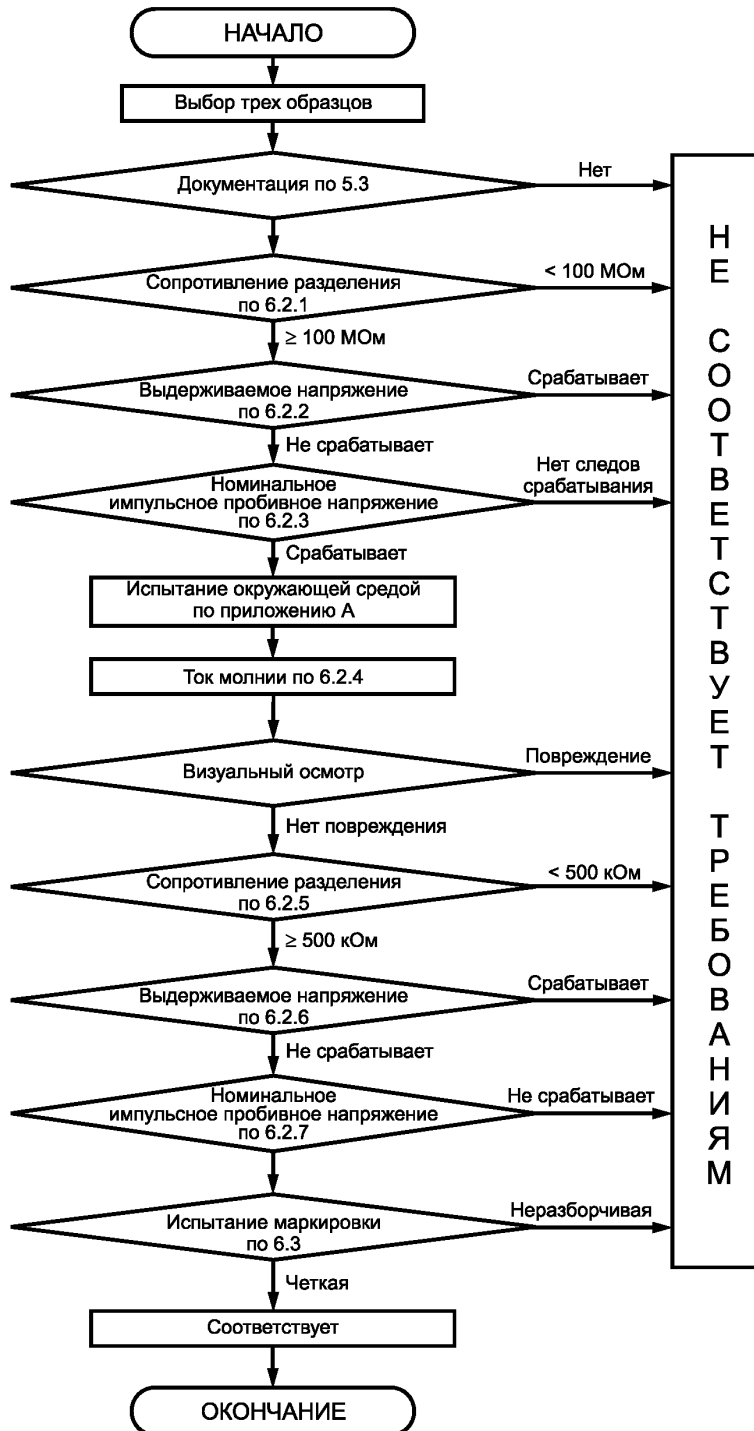 НАЧАЛО
Выбор трех образцов
Документация по 5.3
Нет
Сопротивление разделения
по 6.2.1
< 100 МОм
≥ 100 МОм
Выдерживаемое напряжение
по 6.2.2
Срабатывает
Не срабатывает
Номинальное
импульсное пробивное напряжение
по 6.2.3
Нет следов
срабатывания
Срабатывает
Испытание окружающей средой
по приложению А
Ток молнии по 6.2.4
Визуальный осмотр
Повреждение
Нет повреждения
Сопротивление разделения
по 6.2.5
< 500 кОм
≥ 500 кОм
Выдерживаемое напряжение
по 6.2.6
Срабатывает
Не срабатывает
Номинальное
импульсное пробивное напряжение
по 6.2.7
Не срабатывает
Испытание маркировки
по 6.3
Неразборчивая
Четкая
Соответствует
ОКОНЧАНИЕ
НЕ СООТВЕТСТВУЕТ ТРЕБОВАНИЯМ